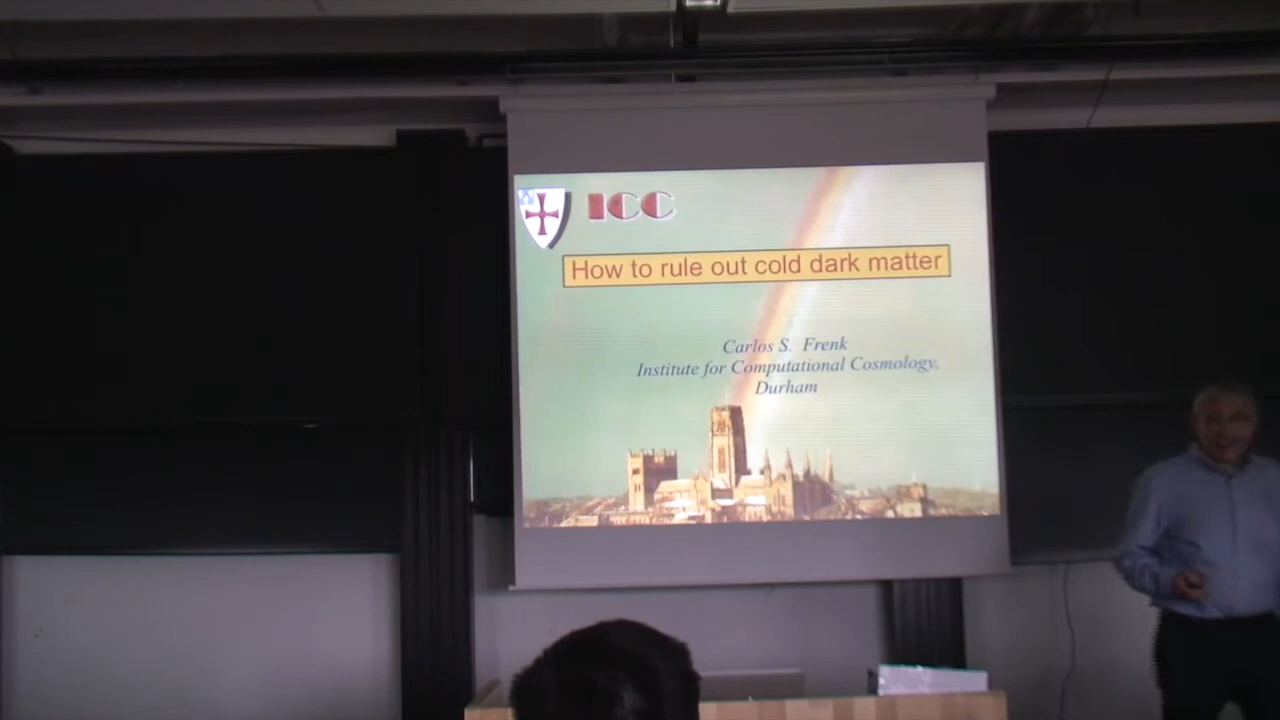 ICC
How to rule out cold dark matter
Carlos S. Frenk
Institute for Computational Cosmology,
Durham